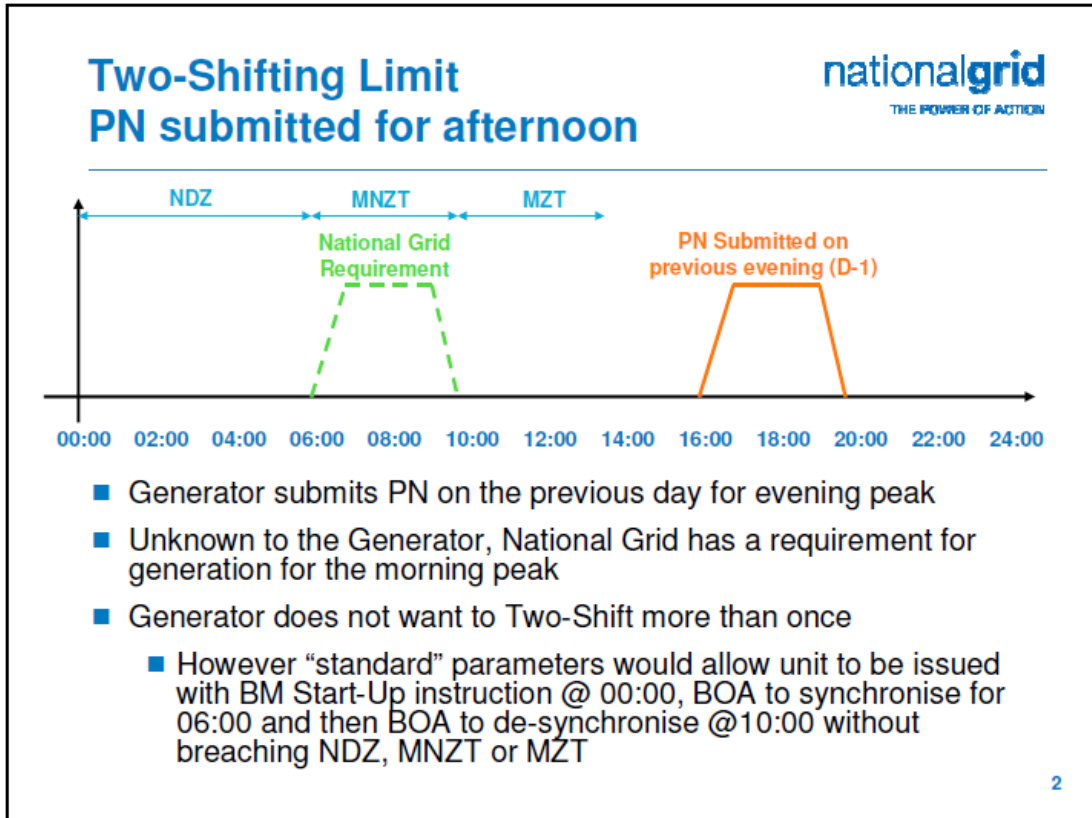 Two-Shifting Limit
PN submitted for afternoon
nationalgrid
THE POWER OF ACTION
NDZ
MNZT
MZT
National Grid
Requirement
PN Submitted on
previous evening (D-1)
00:00 02:00 04:00 06:00 08:00 10:00 12:00 14:00 16:00 18:00 20:00 22:00 24:00
■ Generator submits PN on the previous day for evening peak
■ Unknown to the Generator, National Grid has a requirement for
generation for the morning peak
■ Generator does not want to Two-Shift more than once
■ However “standard” parameters would allow unit to be issued
with BM Start-Up instruction @ 00:00, BOA to synchronise for
06:00 and then BOA to de-synchronise @10:00 without
breaching NDZ, MNZT or MZT
2